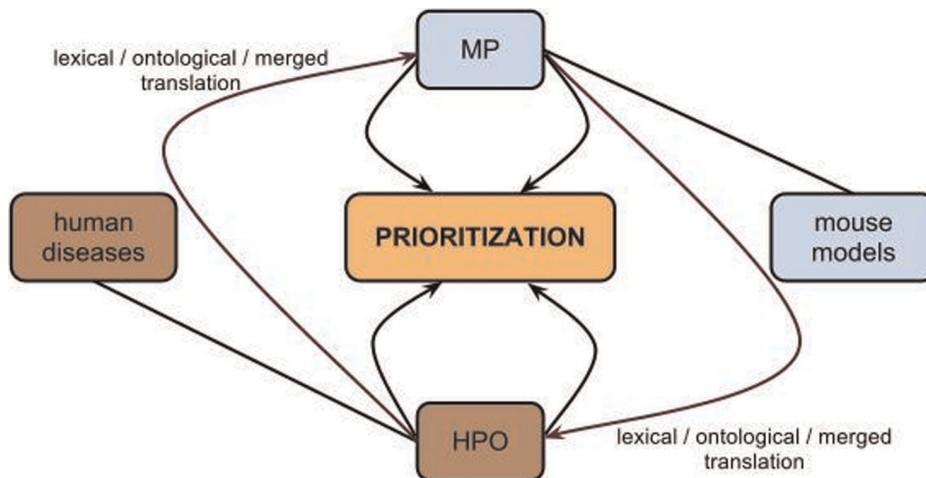 MP
lexical / ontological / merged
translation
human
diseases
PRIORITIZATION
mouse
models
HPO
lexical / ontological / merged
translation